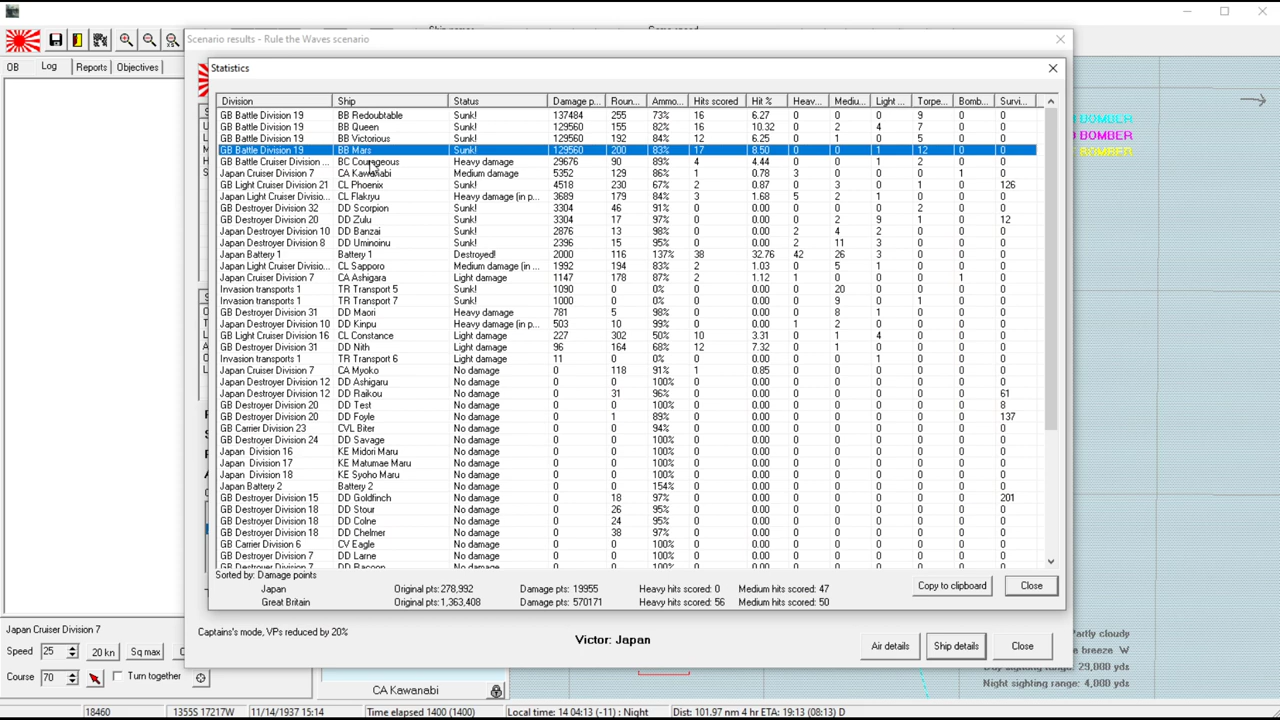 Scenario results - Rule the Waves scenario
OB Log Reports Objectives
Statistics
Division Ship Status Damage p... Roun... Ammo... Hits scored Hit % Heav... Mediu... Light ... Torpe... Bomb... Survi...
GB Battle Division 19 BB Redoubtable Sunk! 137484 255 73% 16 6.27 0 0 0 9 0 0
GB Battle Division 19 BB Queen Sunk! 129560 155 82% 16 10.32 0 2 4 7 0 0
GB Battle Division 19 BB Victorious Sunk! 129560 192 84% 12 6.25 0 1 0 5 0 0
GB Battle Division 19 BB Mars Sunk! 129560 200 83% 17 8.50 0 0 1 12 0 0
GB Battle Cruiser Division ... BC Courageous Heavy damage 29676 90 89% 4 4.44 0 0 1 2 0 0
Japan Cruiser Division 7 CA Kawanabi Medium damage 5352 129 86% 1 0.78 3 0 0 0 1 0
GB Light Cruiser Division 21 CL Phoenix Sunk! 4518 230 67% 2 0.87 0 3 0 1 0 126
Japan Light Cruiser Divisio... CL Flakryu Heavy damage (in p... 3689 179 84% 3 1.68 5 2 1 0 0 0
GB Destroyer Division 32 DD Scorpion Sunk! 3304 46 91% 0 0.00 0 0 0 2 0 0
GB Destroyer Division 20 DD Zulu Sunk! 3304 17 97% 0 0.00 0 2 9 1 0 12
Japan Destroyer Division 10 DD Banzai Sunk! 2876 13 98% 0 0.00 2 4 2 0 0 0
Japan Destroyer Division 8 DD Uminoinu Sunk! 2396 15 95% 0 0.00 2 11 3 0 0 0
Japan Battery 1 Battery 1 Destroyed! 2000 116 137% 38 32.76 42 26 3 0 0 0
Japan Light Cruiser Divisio... CL Sapporo Medium damage (in ... 1992 194 83% 2 1.03 0 5 1 0 0 0
Japan Cruiser Division 7 CA Ashigara Light damage 1147 178 87% 2 1.12 1 0 0 0 1 0
Invasion transports 1 TR Transport 5 Sunk! 1090 0 0% 0 0.00 0 20 0 0 0 0
Invasion transports 1 TR Transport 7 Sunk! 1000 0 0% 0 0.00 0 9 0 1 0 0
GB Destroyer Division 31 DD Maori Heavy damage 781 5 98% 0 0.00 0 8 1 0 0 0
Japan Destroyer Division 10 DD Kinpu Heavy damage (in p... 503 10 99% 0 0.00 1 2 0 0 0 0
GB Light Cruiser Division 16 CL Constance Light damage 227 302 50% 10 3.31 0 1 4 0 0 0
GB Destroyer Division 31 DD Nith Light damage 96 164 68% 12 7.32 0 1 0 0 0 0
Invasion transports 1 TR Transport 6 Light damage 11 0 0% 0 0.00 0 0 1 0 0 0
Japan Cruiser Division 7 CA Myoko No damage 0 118 91% 1 0.85 0 0 0 0 0 0
Japan Destroyer Division 12 DD Ashigaru No damage 0 0 100% 0 0.00 0 0 0 0 0 0
Japan Destroyer Division 12 DD Raikou No damage 0 31 96% 0 0.00 0 0 0 0 0 61
GB Destroyer Division 20 DD Test No damage 0 0 100% 0 0.00 0 0 0 0 0 8
GB Destroyer Division 20 DD Foyle No damage 0 1 89% 0 0.00 0 0 0 0 0 137
GB Carrier Division 23 CVL Biter No damage 0 0 94% 0 0.00 0 0 0 0 0 0
GB Destroyer Division 24 DD Savage No damage 0 0 100% 0 0.00 0 0 0 0 0 0
Japan Division 16 KE Midori Maru No damage 0 0 100% 0 0.00 0 0 0 0 0 0
Japan Division 17 KE Matumae Maru No damage 0 0 100% 0 0.00 0 0 0 0 0 0
Japan Division 18 KE Syoho Maru No damage 0 0 100% 0 0.00 0 0 0 0 0 0
Japan Battery 2 Battery 2 No damage 0 0 154% 0 0.00 0 0 0 0 0 0
GB Destroyer Division 15 DD Goldfinch No damage 0 18 97% 0 0.00 0 0 0 0 0 201
GB Destroyer Division 18 DD Stour No damage 0 26 95% 0 0.00 0 0 0 0 0 0
GB Destroyer Division 18 DD Colne No damage 0 24 95% 0 0.00 0 0 0 0 0 0
GB Destroyer Division 18 DD Chelmer No damage 0 38 97% 0 0.00 0 0 0 0 0 0
GB Carrier Division 6 CV Eagle No damage 0 0 100% 0 0.00 0 0 0 0 0 0
GB Destroyer Division 7 DD Larne No damage 0 0 100% 0 0.00 0 0 0 0 0 0
GB Destroyer Division 7 DD Racoon No damage 0 0 100% 0 0.00 0 0 0 0 0 0
Sorted by: Damage points
Japan Original pts: 278,992 Damage pts: 19955 Heavy hits scored: 0 Medium hits scored: 47
Great Britain Original pts: 1,363,408 Damage pts: 570171 Heavy hits scored: 56 Medium hits scored: 50
Copy to clipboard Close
Captains's mode, VPs reduced by 20%
Victor: Japan
Air details Ship details Close
BOMBER
BOMBER
BOMBER
Japan Cruiser Division 7
Speed 25 20 kn Sq max
Course 70 Turn together
CA Kawanabi
Partly cloudy
breeze W
sighting range: 29,000 yds
Night sighting range: 4,000 yds
18460 1355S 17217W 11/14/1937 15:14 Time elapsed 1400 (1400) Local time: 14 04:13 (-11) : Night Dist: 101.97 nm 4 hr ETA: 19:13 (08:13) D